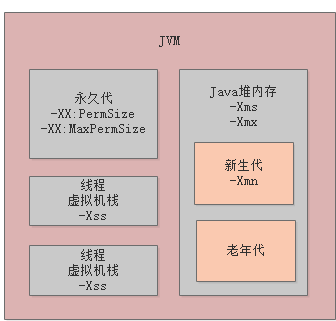 JVM
永久代
-XX:PermSize
-XX:MaxPermSize
线程
虚拟机栈
-Xss
线程
虚拟机栈
-Xss
Java堆内存
-Xms
-Xmx
新生代
-Xmn
老年代